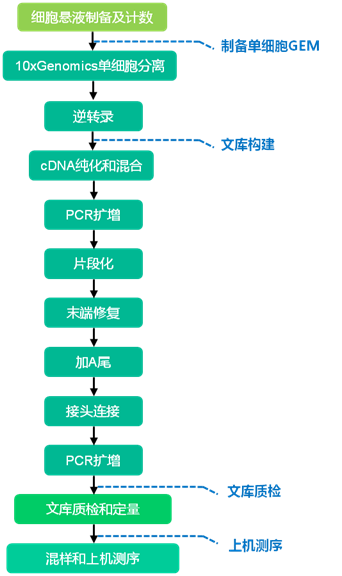 细胞悬液制备及计数
制备单细胞GEM
10xGenomics单细胞分离
逆转录
文库构建
cDNA纯化和混合
PCR扩增
片段化
末端修复
加A尾
接头连接
PCR扩增
文库质检
文库质检和定量
上机测序
混样和上机测序